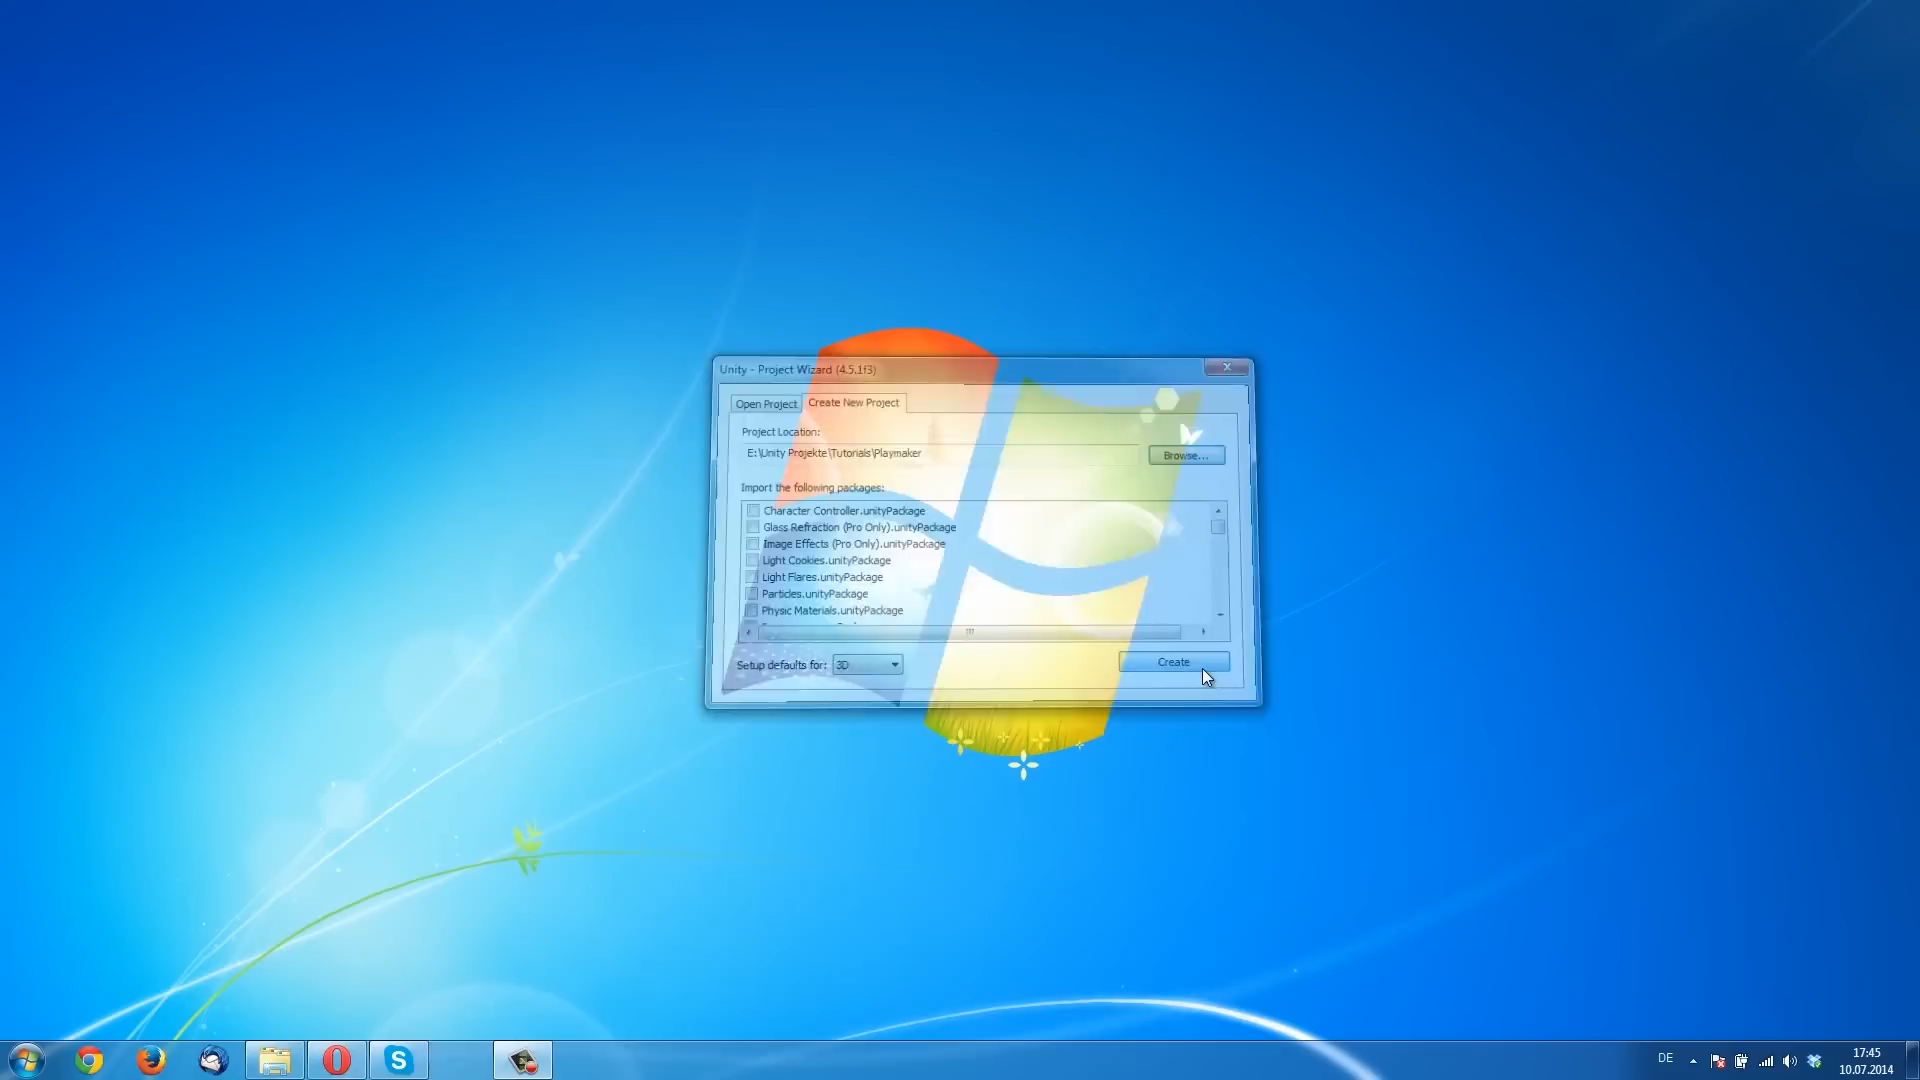 Unity - Project Wizard (4.5.1f3)
Open Project
Create New Project
Project Location:
E:\Unity Projekte\Tutorials\Playmaker
Browse...
Import the following packages:
Character Controller.unityPackage
Glass Refraction (Pro Only).unityPackage
Image Effects (Pro Only).unityPackage
Light Cookies.unityPackage
Light Flares.unityPackage
Particles.unityPackage
Physic Materials.unityPackage
Setup defaults for:
3D
Create
DE
17:45
10.07.2014